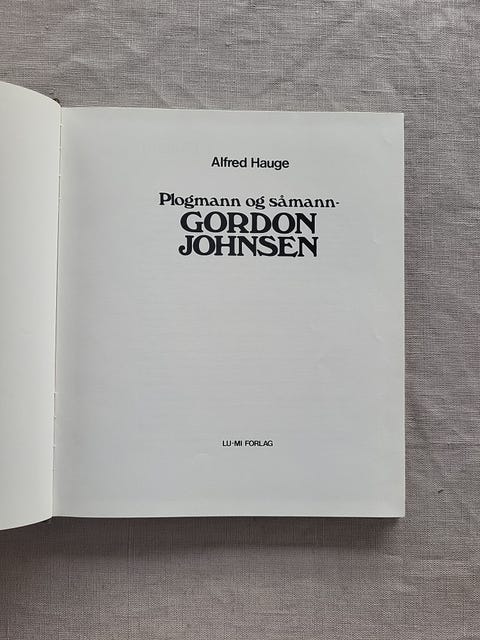 Alfred Hauge
Plogmann og såmann-
GORDON
JOHNSEN
LU-MI FORLAG